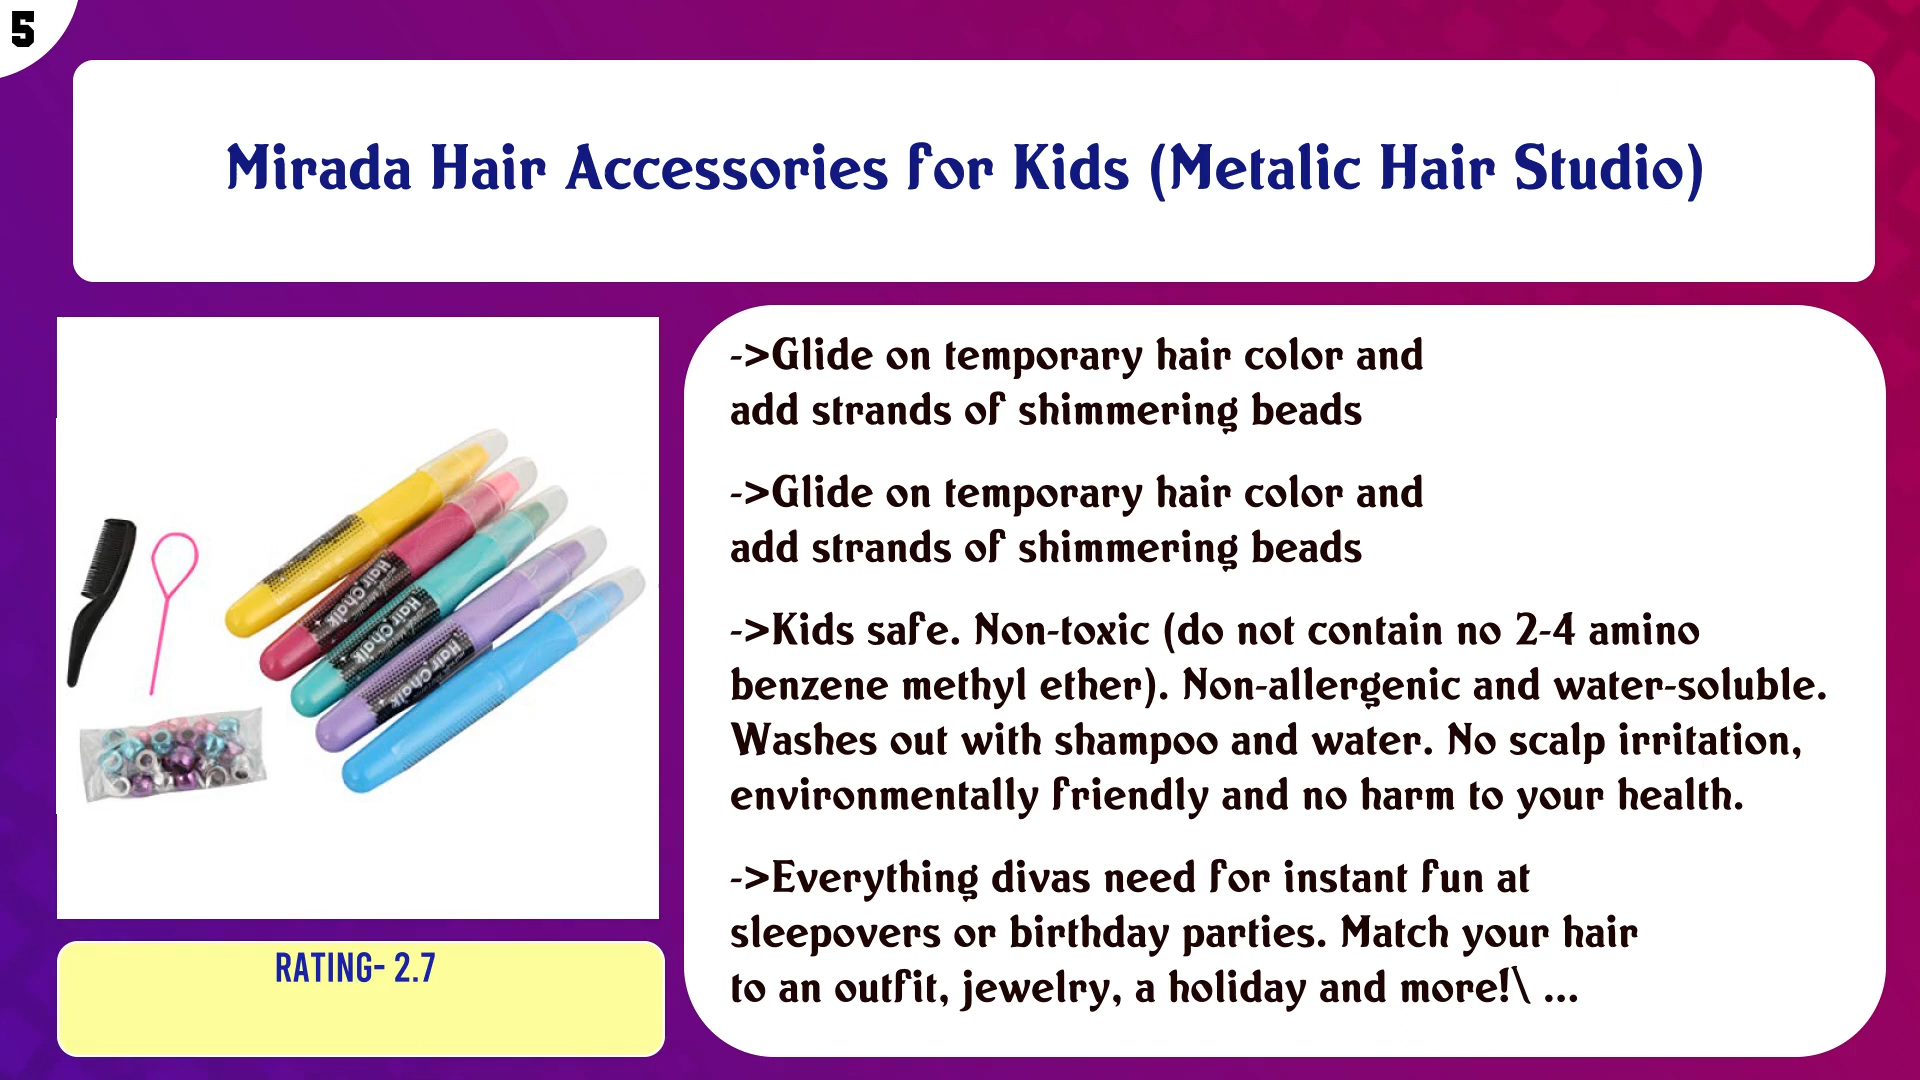 5
Mirada Hair Accessories for Kids (Metalic Hair Studio)
->Glide on temporary hair color and
add strands of shimmering beads
->Glide on temporary hair color and
add strands of shimmering beads
->Kids safe. Non-toxic (do not contain no 2-4 amino
benzene methyl ether). Non-allergenic and water-soluble.
Washes out with shampoo and water. No scalp irritation,
environmentally friendly and no harm to your health.
->Everything divas need for instant fun at
sleepovers or birthday parties. Match your hair
to an outfit, jewelry, a holiday and more!\ ...
Hair Chalk
Hair Chalk
Hair Chalk
RATING- 2.7